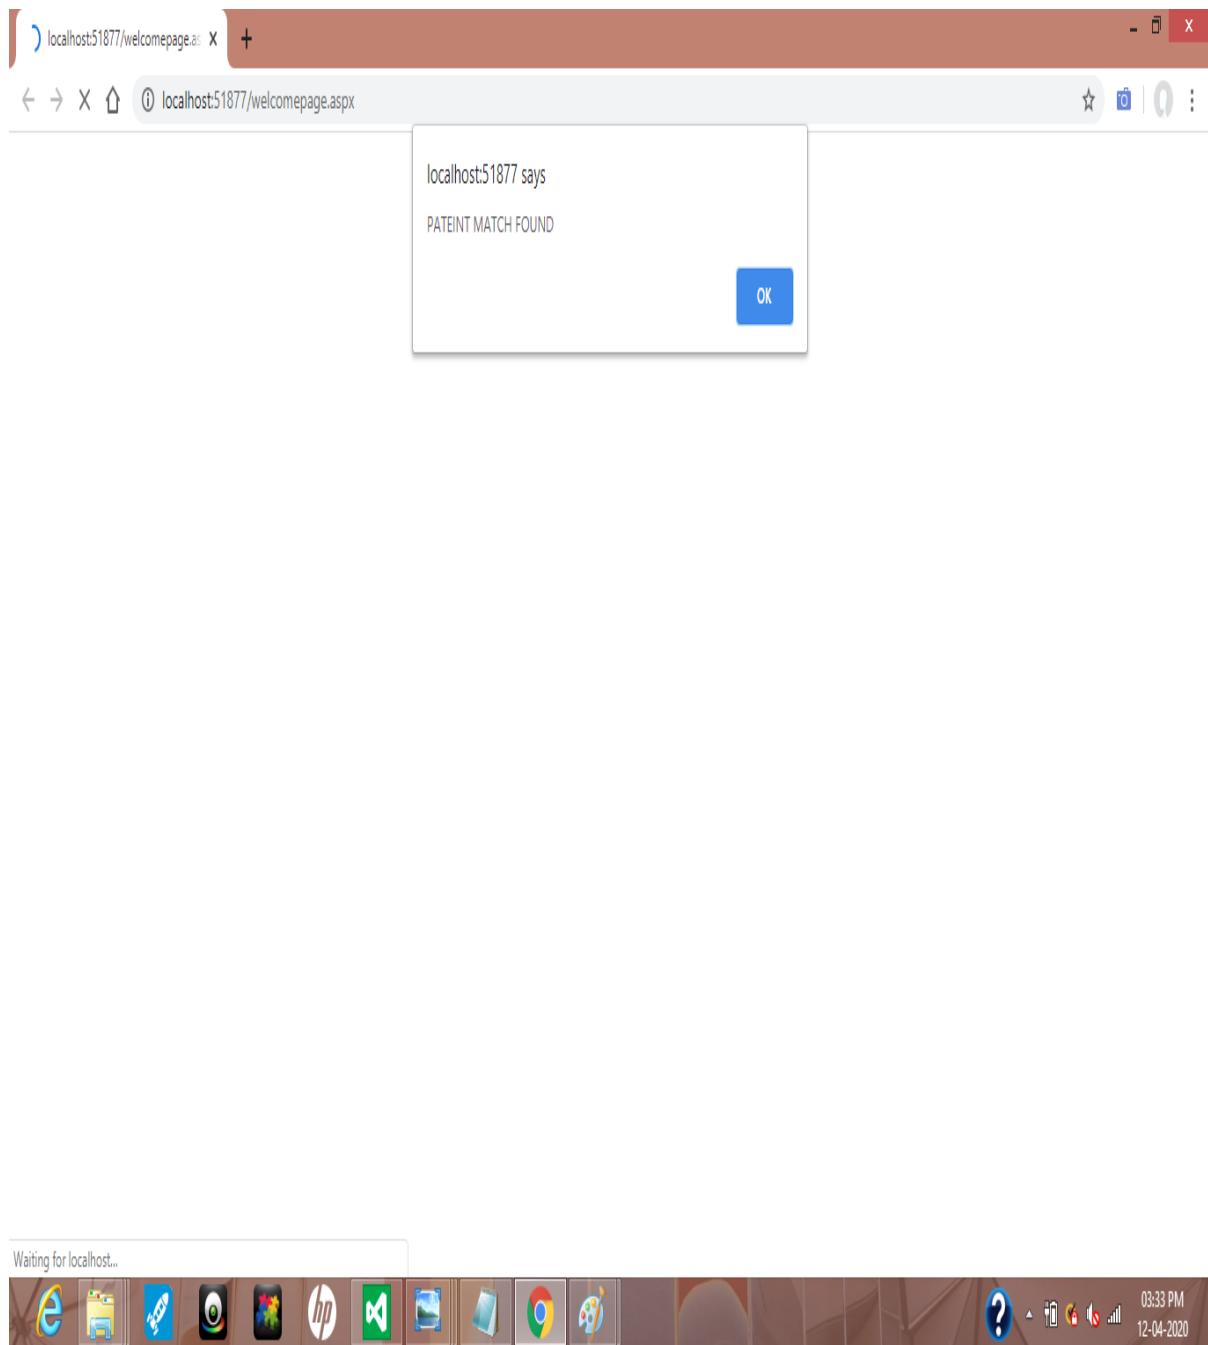 localhost:51877/welcomepage.as
localhost:51877/welcomepage.aspx
localhost:51877 says
PATEINT MATCH FOUND
OK
Waiting for localhost...
hp
03:33 PM
12-04-2020